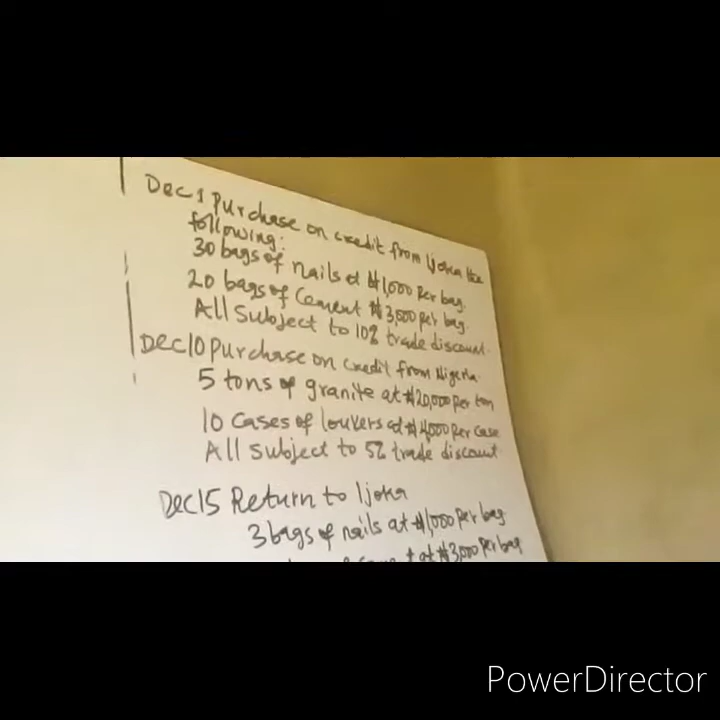 Dec 1 Purchase on credit from Ijoka the
following:
30 bags of nails at ₦1,000 per bag
20 bags of Cement ₦3,000 per bag
All subject to 10% trade discount.
Dec 10 Purchase on credit from Nigeria
5 tons of granite at ₦20,000 per ton
10 Cases of louvers at ₦4,000 per case
All subject to 5% trade discount
Dec 15 Return to Ijoka
3 bags of nails at ₦1,000 per bag
at ₦3,000 per bag
PowerDirector